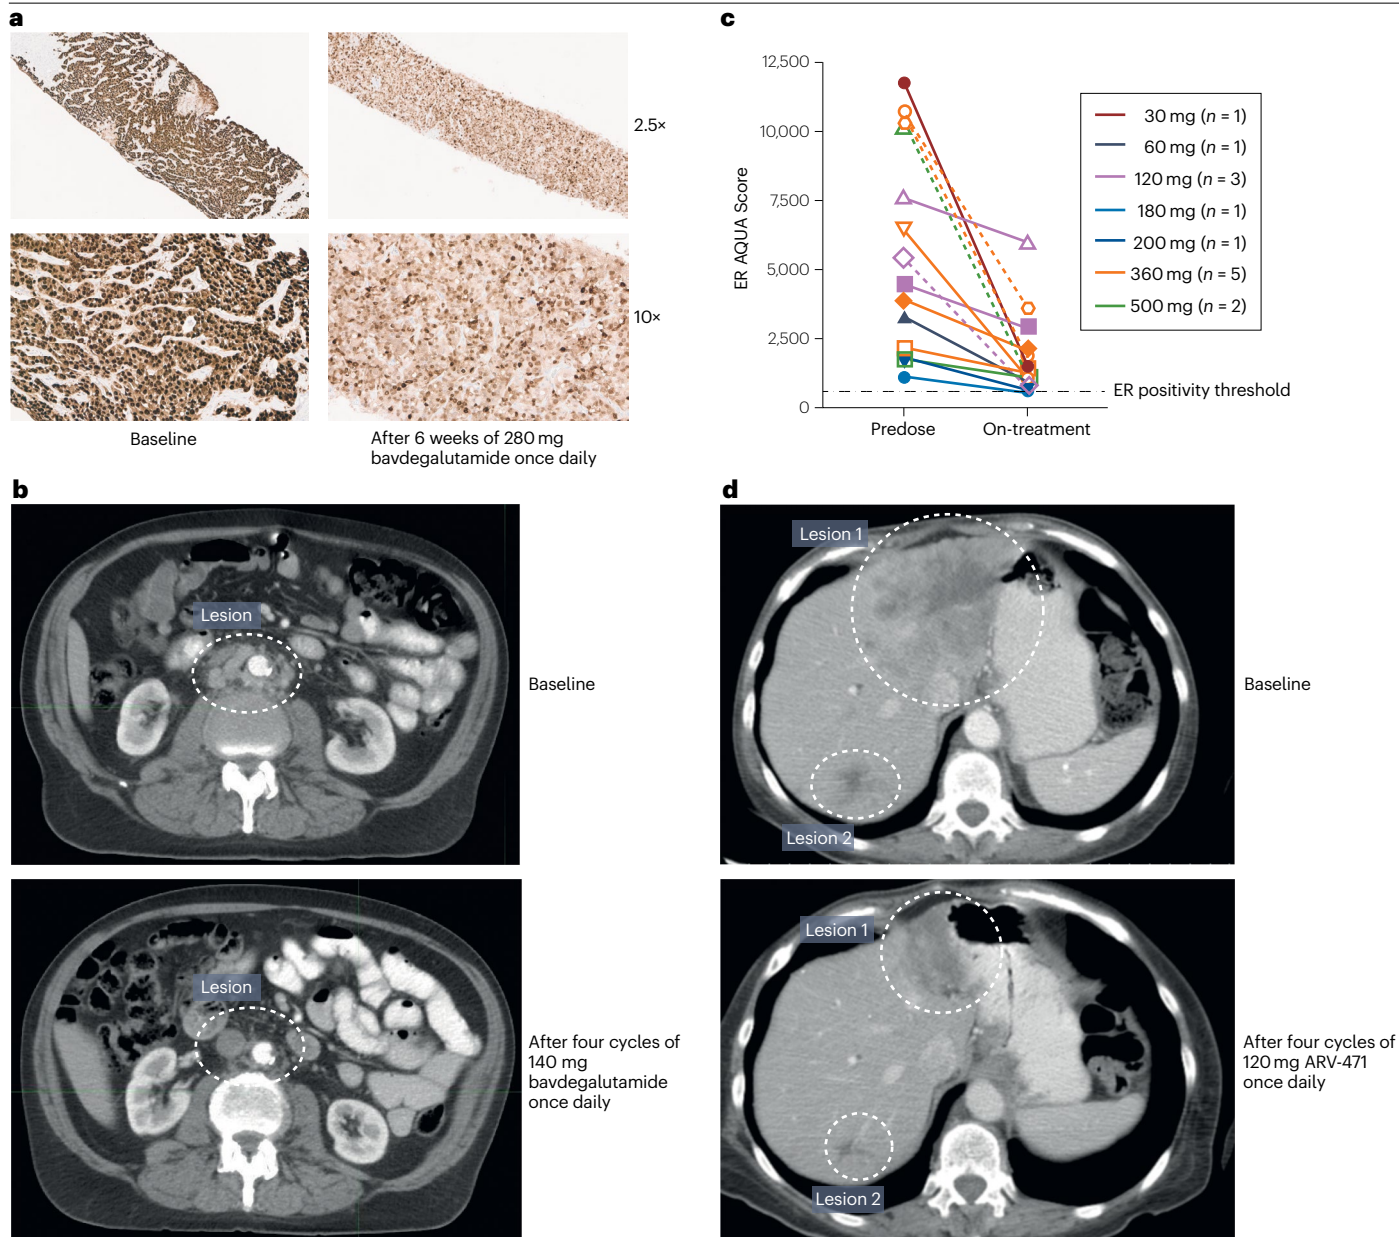 a
2.5×
10×
Baseline
After 6 weeks of 280 mg
bavdegalutamide once daily
b
Lesion
Baseline
Lesion
After four cycles of
140 mg
bavdegalutamide
once daily
c
12,500
10,000
7,500
5,000
2,500
0
ER AQUA Score
Predose
On-treatment
ER positivity threshold
30 mg (n = 1)
60 mg (n = 1)
120 mg (n = 3)
180 mg (n = 1)
200 mg (n = 1)
360 mg (n = 5)
500 mg (n = 2)
d
Lesion 1
Lesion 2
Baseline
Lesion 1
Lesion 2
After four cycles of
120 mg ARV-471
once daily